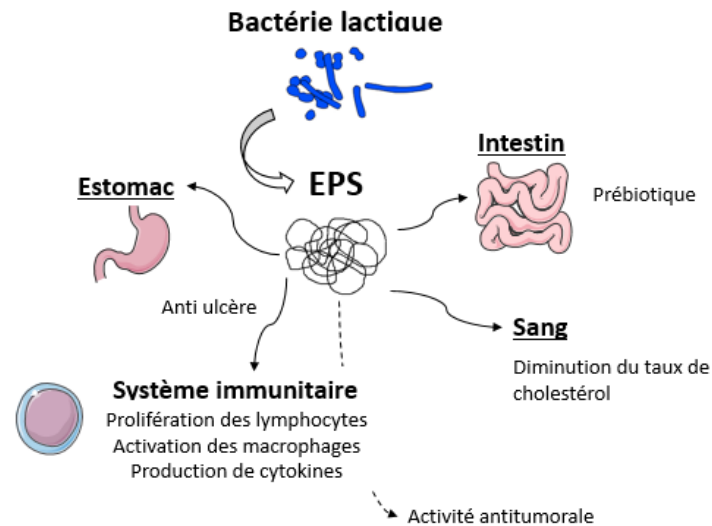 Bactérie lactique
EPS
Intestin
Prébiotique
Estomac
Anti ulcère
Sang
Diminution du taux de
cholestérol
Système immunitaire
Prolifération des lymphocytes
Activation des macrophages
Production de cytokines
Activité antitumorale